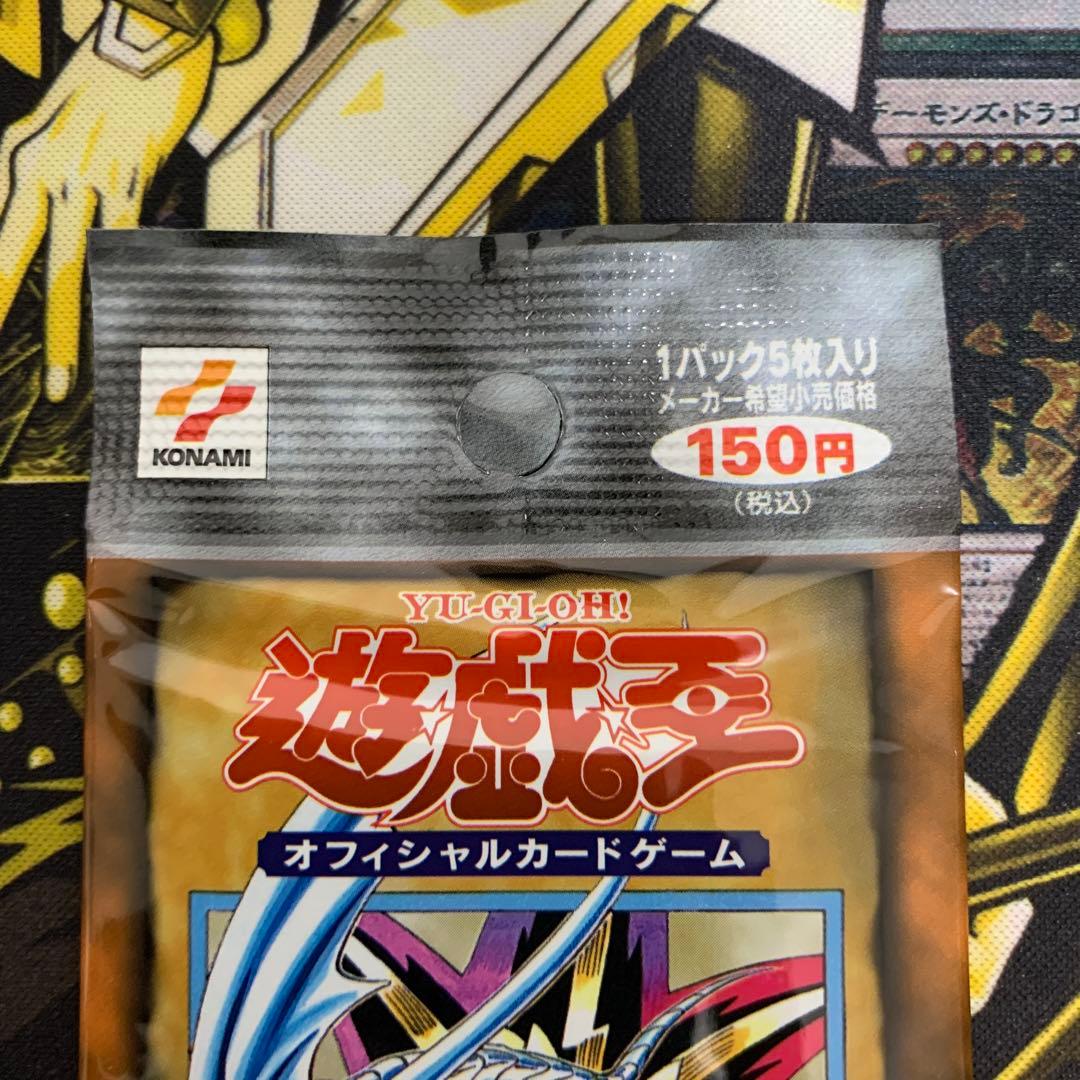 デーモンズ・ドラゴ
KONAMI
1パック5枚入り
メーカー希望小売価格
150円
(税込)
YU-GI-OH!
遊戯王
オフィシャルカードゲーム